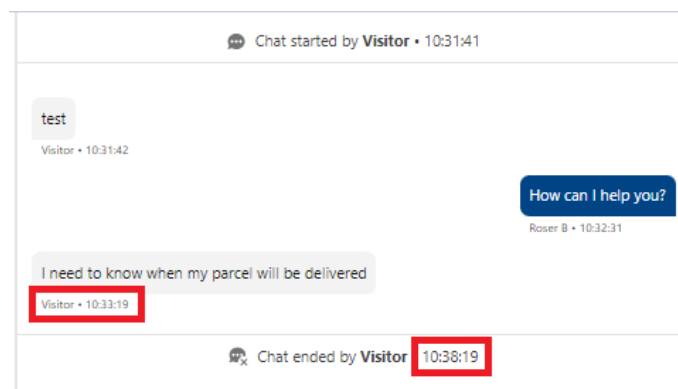 Chat started by Visitor • 10:31:41
test
Visitor • 10:31:42
How can I help you?
Roser B • 10:32:31
I need to know when my parcel will be delivered
Visitor • 10:33:19
Chat ended by Visitor 10:38:19